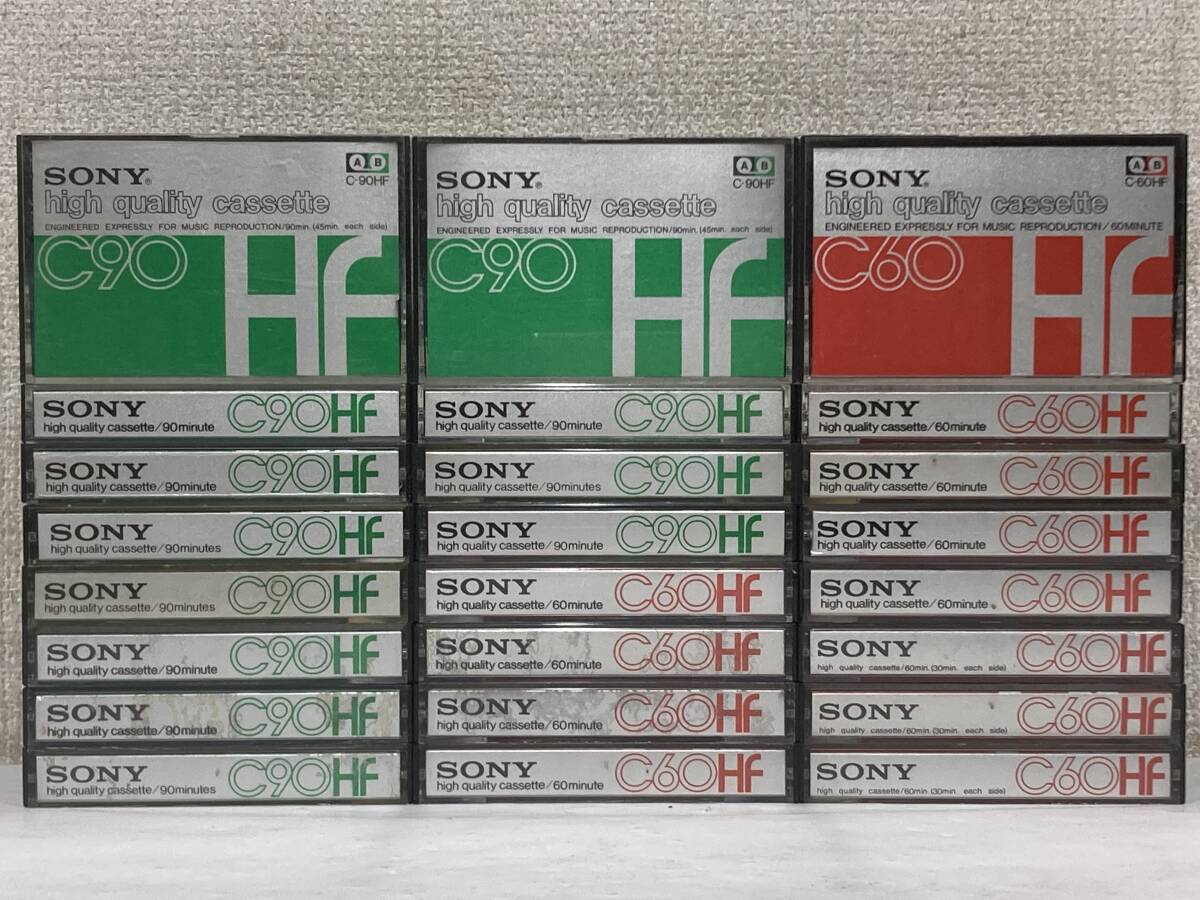 SONY®
A B
C-90HF
high quality cassette
ENGINEERED EXPRESSLY FOR MUSIC REPRODUCTION/90min. (45min. each side)
C90 HF
SONY®
A B
C-90HF
high quality cassette
ENGINEERED EXPRESSLY FOR MUSIC REPRODUCTION/90min. (45min. each side)
C90 HF
SONY®
A B
C-60HF
high quality cassette
ENGINEERED EXPRESSLY FOR MUSIC REPRODUCTION/60MINUTE
C60 HF
SONY C90HF
high quality cassette/90minute
SONY C90HF
high quality cassette/90minute
SONY C90HF
high quality cassette/90minutes
SONY C90HF
high quality cassette/90minutes
SONY C90HF
high quality cassette/90minute
SONY C90HF
high quality cassette/90minute
SONY C90HF
high quality cassette/90minutes
SONY C90HF
high quality cassette/90minute
SONY C90HF
high quality cassette/90minutes
SONY C90HF
high quality cassette/90minute
SONY C60HF
high quality cassette/60minute
SONY C60HF
high quality cassette/60minute
SONY C60HF
high quality cassette/60minute
SONY C60HF
high quality cassette/60minute
SONY C60HF
high quality cassette/60minute
SONY C60HF
high quality cassette/60minute
SONY C60HF
high quality cassette/60minute
SONY C60HF
high quality cassette/60minute
SONY C60HF
high quality cassette/60min. (30min. each side)
SONY C60HF
high quality cassette/60min. (30min. each side)
SONY C60HF
high quality cassette/60min. (30min. each side)